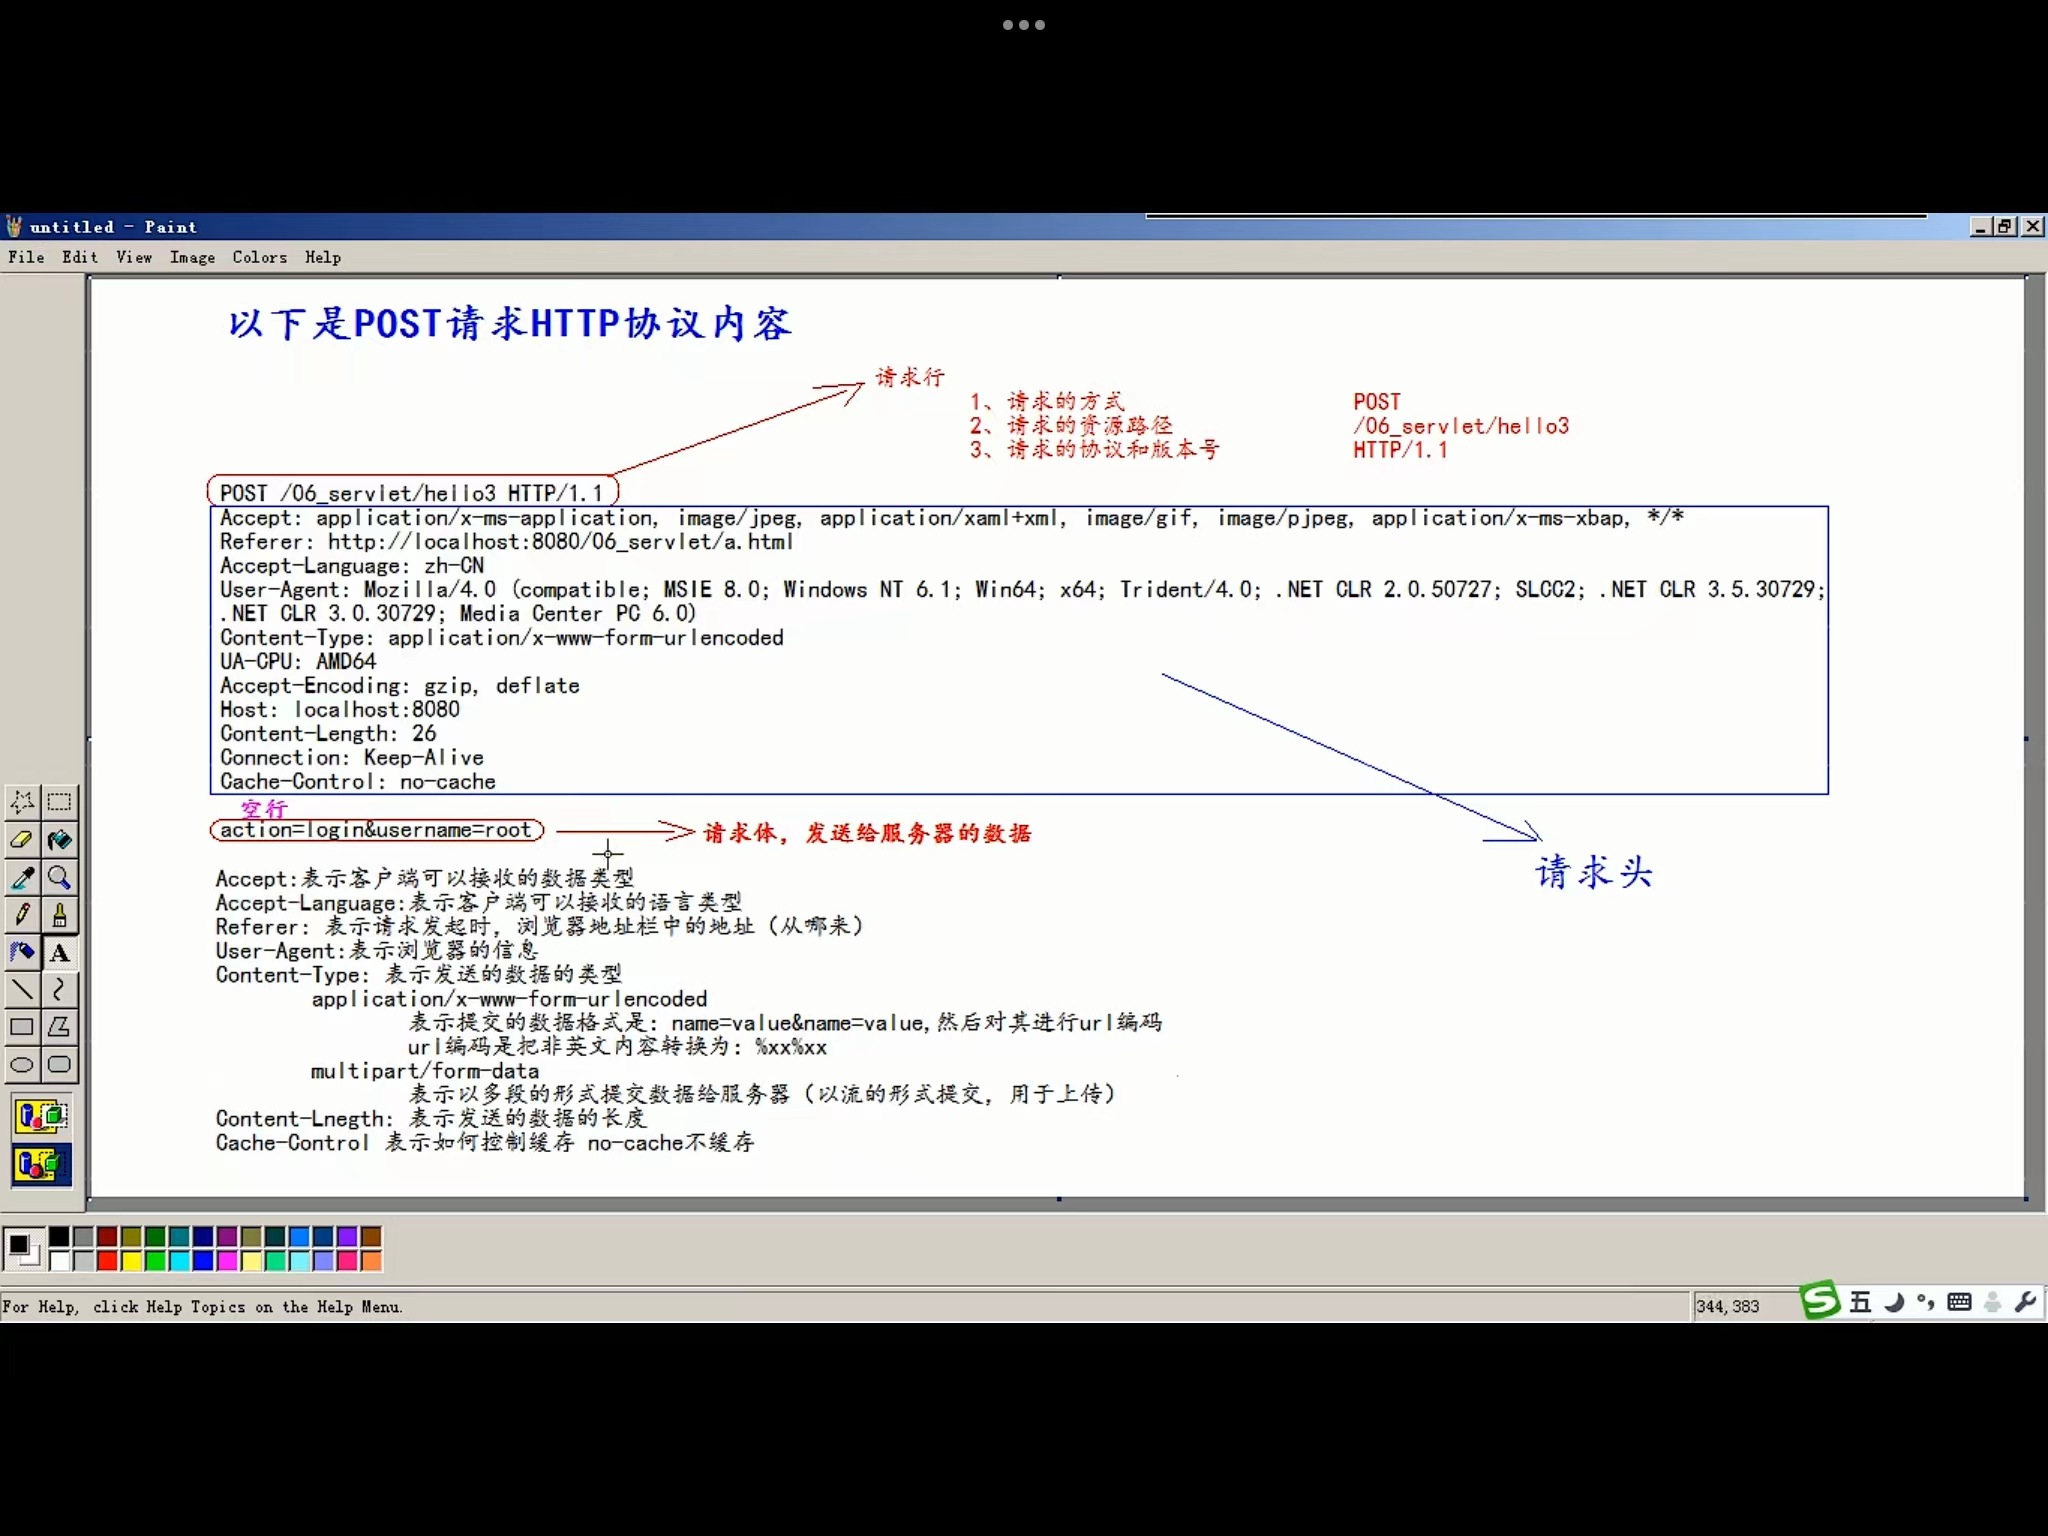 untitled - Paint
File Edit View Image Colors Help
以下是POST请求HTTP协议内容
请求行
1、请求的方式 POST
2、请求的资源路径 /06_servlet/hello3
3、请求的协议和版本号 HTTP/1.1
POST /06_servlet/hello3 HTTP/1.1
Accept: application/x-ms-application, image/jpeg, application/xaml+xml, image/gif, image/pjpeg, application/x-ms-xbap, */*
Referer: http://localhost:8080/06_servlet/a.html
Accept-Language: zh-CN
User-Agent: Mozilla/4.0 (compatible; MSIE 8.0; Windows NT 6.1; Win64; x64; Trident/4.0; .NET CLR 2.0.50727; SLCC2; .NET CLR 3.5.30729;
.NET CLR 3.0.30729; Media Center PC 6.0)
Content-Type: application/x-www-form-urlencoded
UA-CPU: AMD64
Accept-Encoding: gzip, deflate
Host: localhost:8080
Content-Length: 26
Connection: Keep-Alive
Cache-Control: no-cache
空行
action=login&username=root 请求体，发送给服务器的数据
请求头
Accept:表示客户端可以接收的数据类型
Accept-Language:表示客户端可以接收的语言类型
Referer: 表示请求发起时，浏览器地址栏中的地址（从哪来）
User-Agent:表示浏览器的信息
Content-Type: 表示发送的数据的类型
application/x-www-form-urlencoded
表示提交的数据格式是：name=value&name=value,然后对其进行url编码
url编码是把非英文内容转换为：%xx%xx
multipart/form-data
表示以多段的形式提交数据给服务器（以流的形式提交，用于上传）
Content-Lnegth: 表示发送的数据的长度
Cache-Control 表示如何控制缓存 no-cache不缓存
A
For Help, click Help Topics on the Help Menu.
344,383
S 五